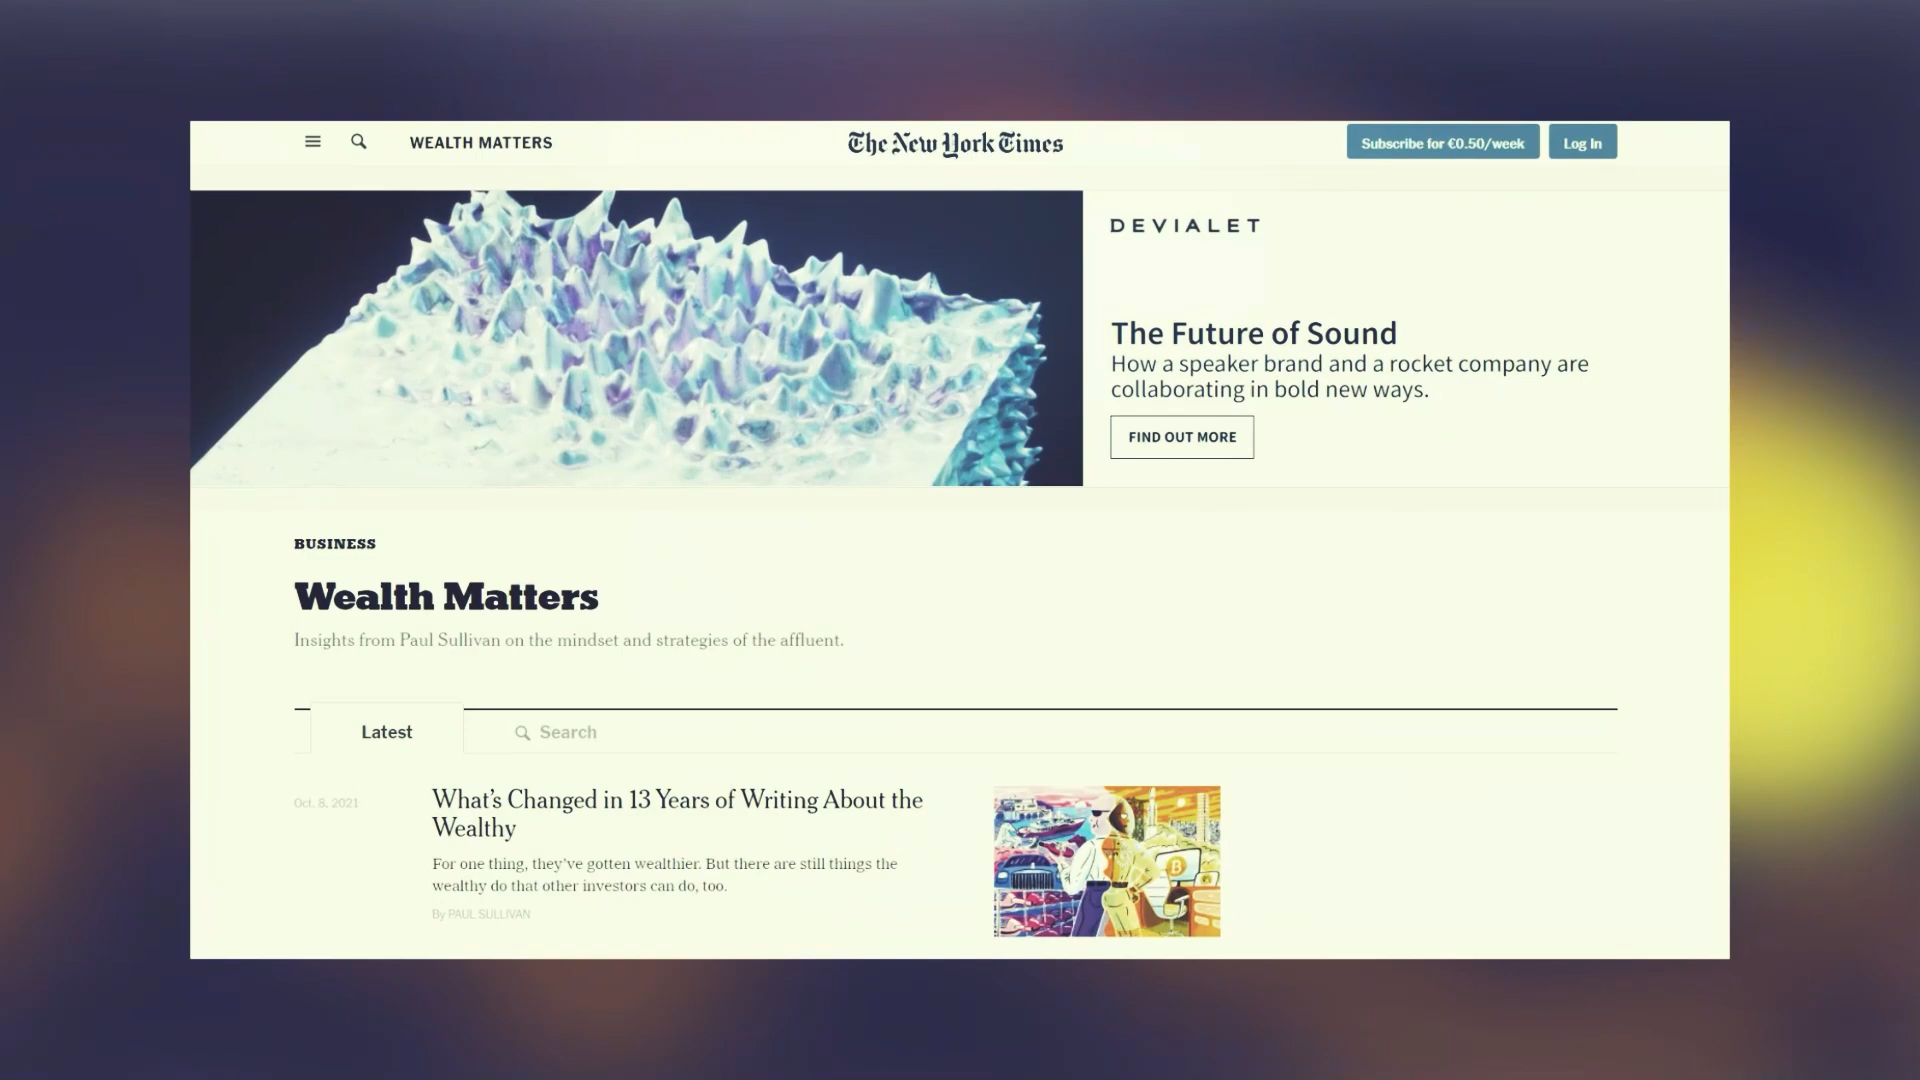 WEALTH MATTERS
The New York Times
Subscribe for €0.50/week
Log In
DEVIALET
The Future of Sound
How a speaker brand and a rocket company are
collaborating in bold new ways.
FIND OUT MORE
BUSINESS
Wealth Matters
Insights from Paul Sullivan on the mindset and strategies of the affluent.
Latest
Search
Oct. 8, 2021
What's Changed in 13 Years of Writing About the
Wealthy
For one thing, they've gotten wealthier. But there are still things the
wealthy do that other investors can do, too.
By PAUL SULLIVAN